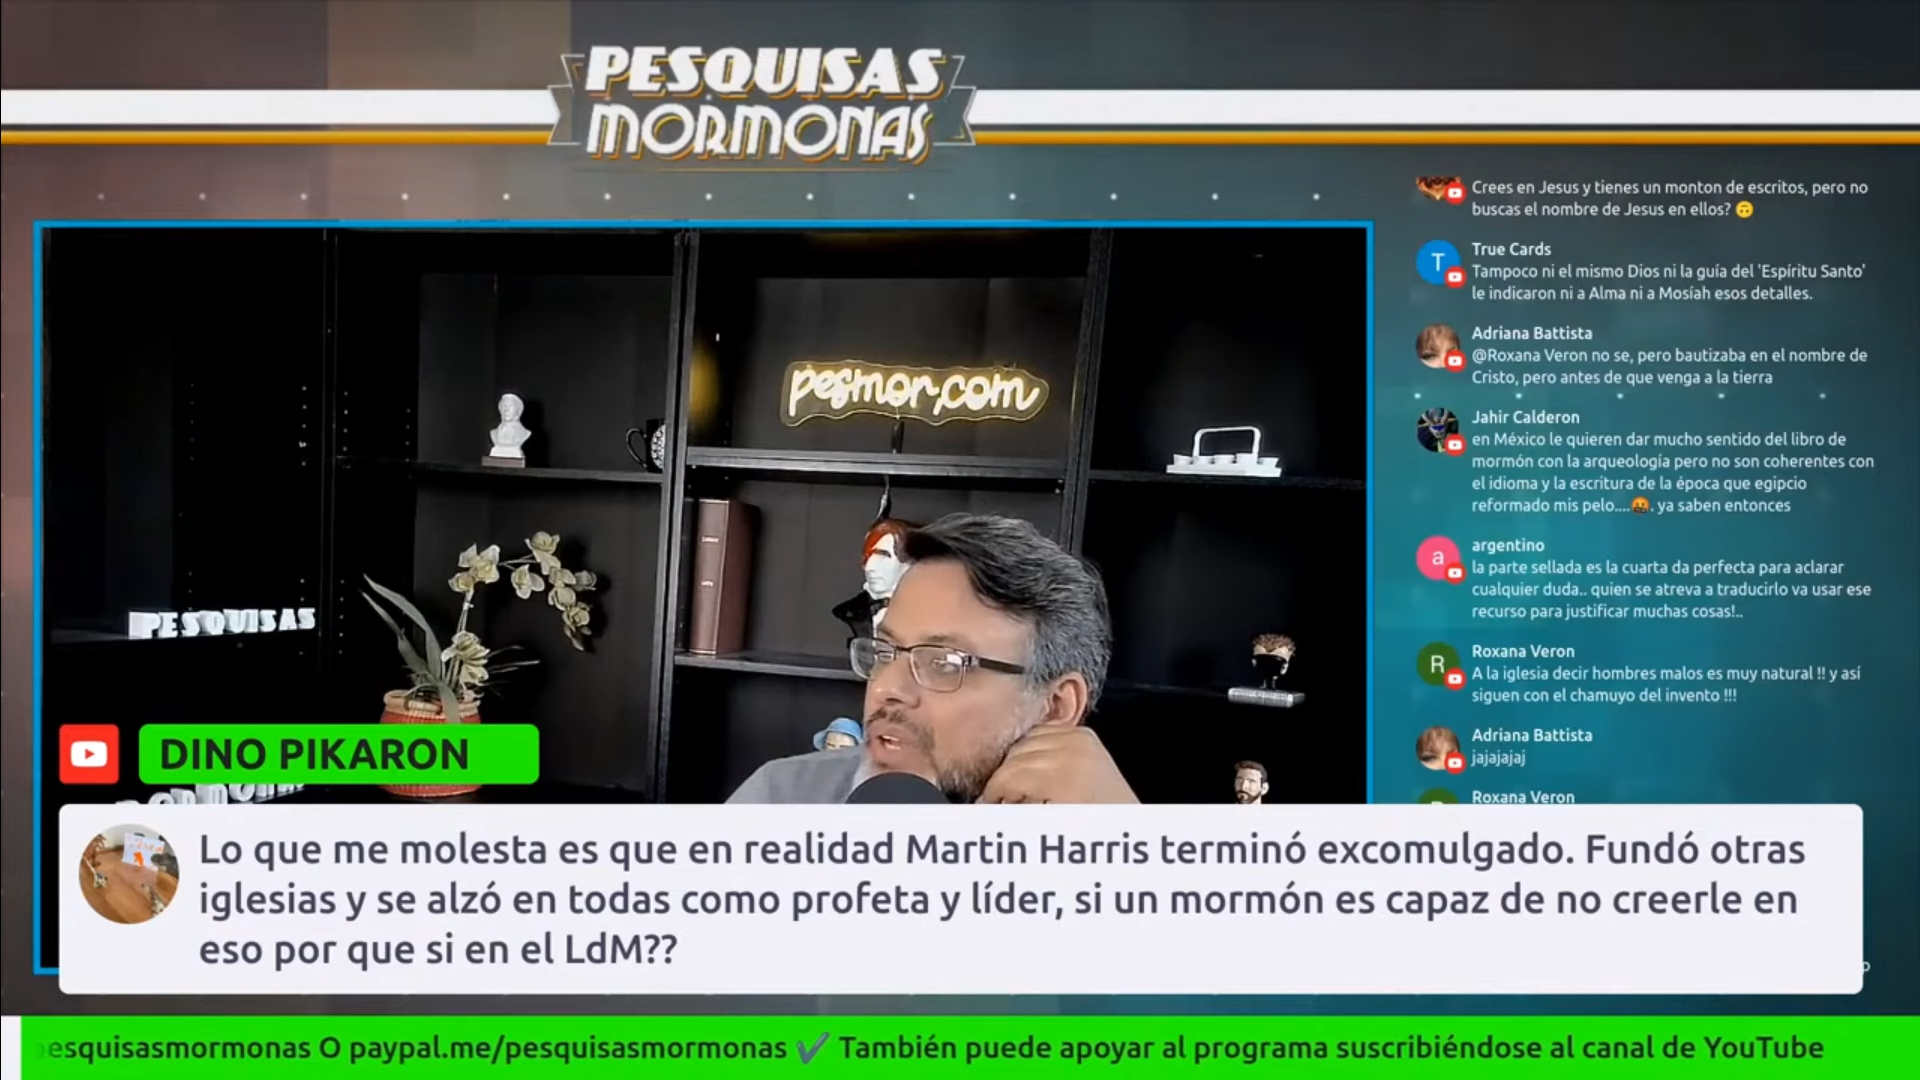 PESQUISAS
MORMONAS
Crees en Jesus y tienes un monton de escritos, pero no
buscas el nombre de Jesus en ellos? 🙃
True Cards
Tampoco ni el mismo Dios ni la guía del 'Espíritu Santo'
le indicaron ni a Alma ni a Mosíah esos detalles.
Adriana Battista
@Roxana Veron no se, pero bautizaba en el nombre de
Cristo, pero antes de que venga a la tierra
Jahir Calderon
en México le quieren dar mucho sentido del libro de
mormón con la arqueología pero no son coherentes con
el idioma y la escritura de la época que egipcio
reformado mis pelo....🤬. ya saben entonces
argentino
la parte sellada es la cuarta da perfecta para aclarar
cualquier duda.. quien se atreva a traducirlo va usar ese
recurso para justificar muchas cosas!..
Roxana Veron
A la iglesia decir hombres malos es muy natural !! y así
siguen con el chamuyo del invento !!!
Adriana Battista
jajajajaj
Roxana Veron
pesmor.com
PESQUISAS
DINO PIKARON
Lo que me molesta es que en realidad Martin Harris terminó excomulgado. Fundó otras
iglesias y se alzó en todas como profeta y líder, si un mormón es capaz de no creerle en
eso por que si en el LdM??
esquisasmormonas O paypal.me/pesquisasmormonas ✔ También puede apoyar al programa suscribiéndose al canal de YouTube